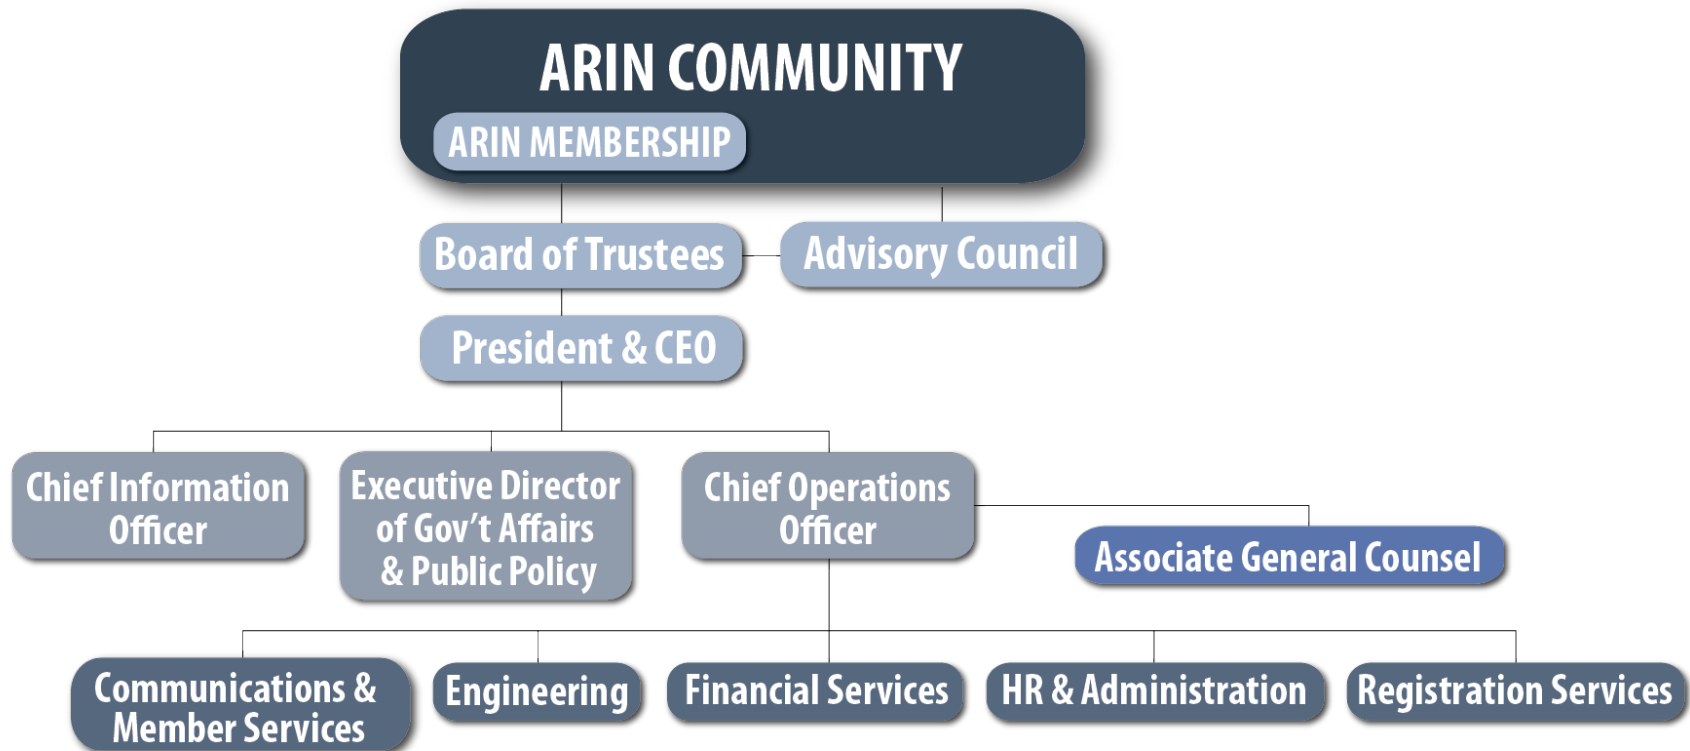 ARIN COMMUNITY
ARIN MEMBERSHIP
Board of Trustees
Advisory Council
President & CEO
Chief Information
Officer
Executive Director
of Gov’t Affairs
& Public Policy
Chief Operations
Officer
Associate General Counsel
Communications &
Member Services
Engineering
Financial Services
HR & Administration
Registration Services